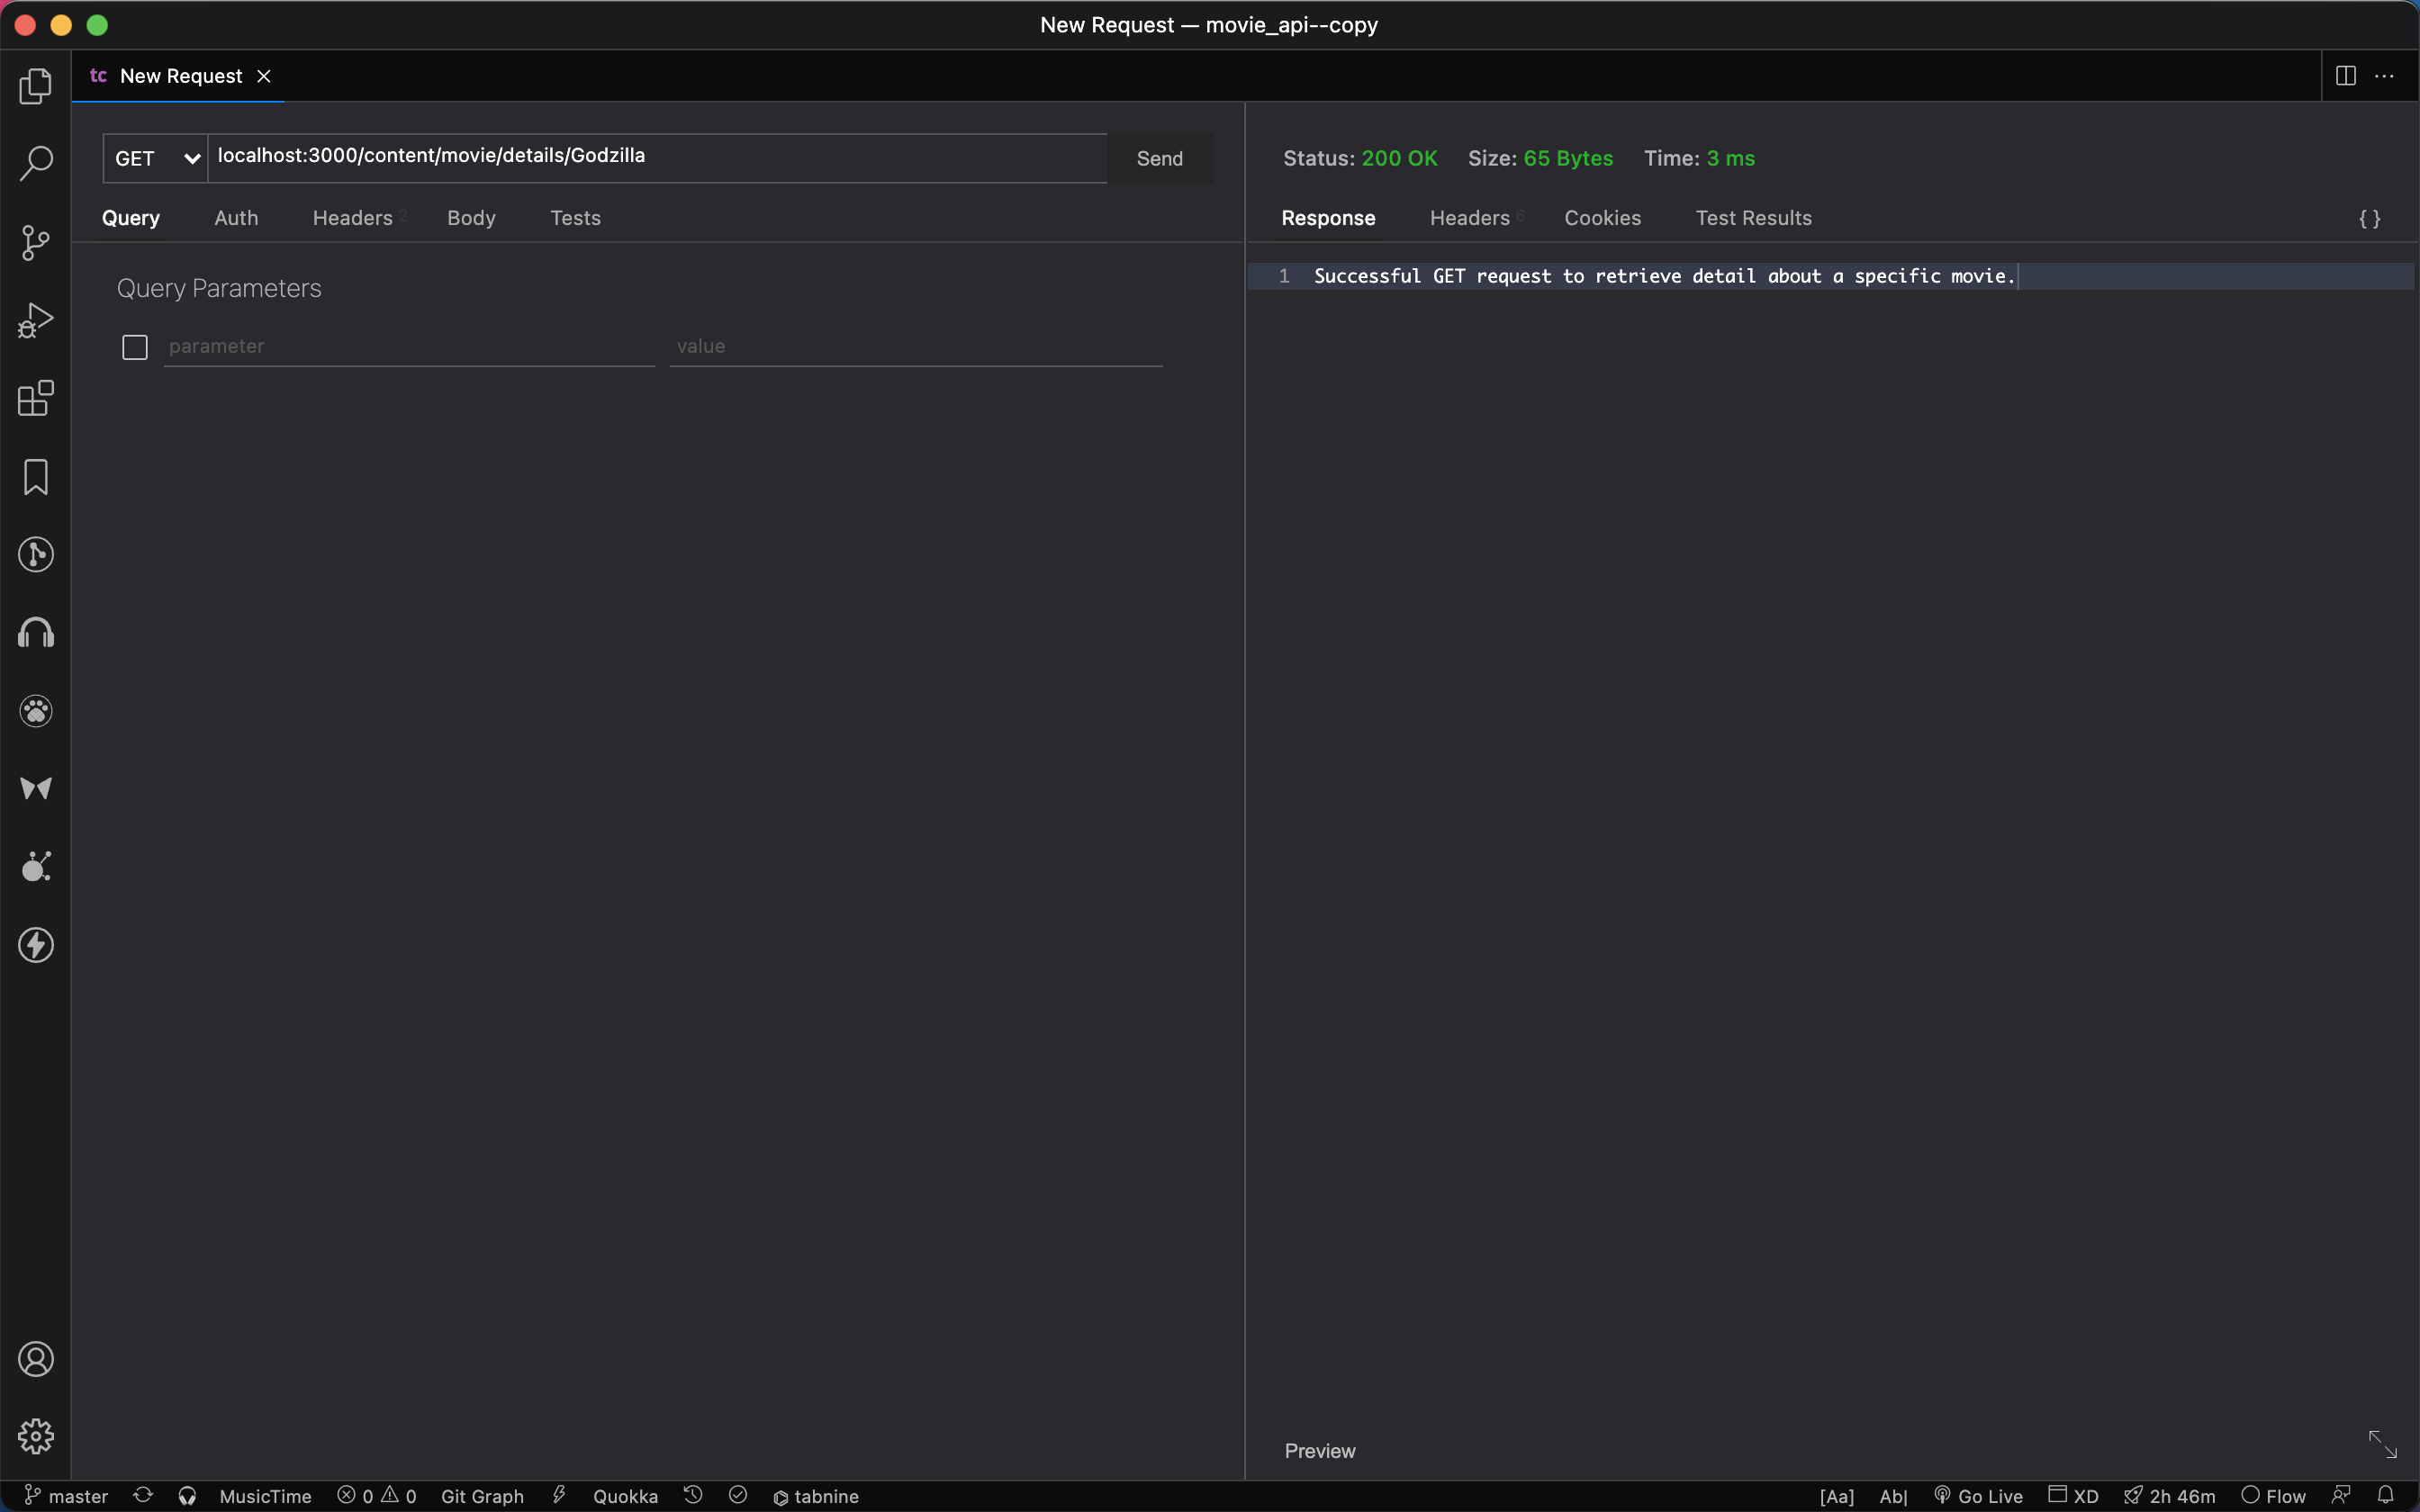 New Request — movie_api--copy
tc New Request
GET localhost:3000/content/movie/details/Godzilla Send
Status: 200 OK Size: 65 Bytes Time: 3 ms
Query Auth Headers 2 Body Tests
Response Headers 6 Cookies Test Results { }
Query Parameters
1 Successful GET request to retrieve detail about a specific movie.
parameter value
Preview
master MusicTime 0 0 Git Graph Quokka tabnine [Aa] Ab| Go Live XD 2h 46m Flow